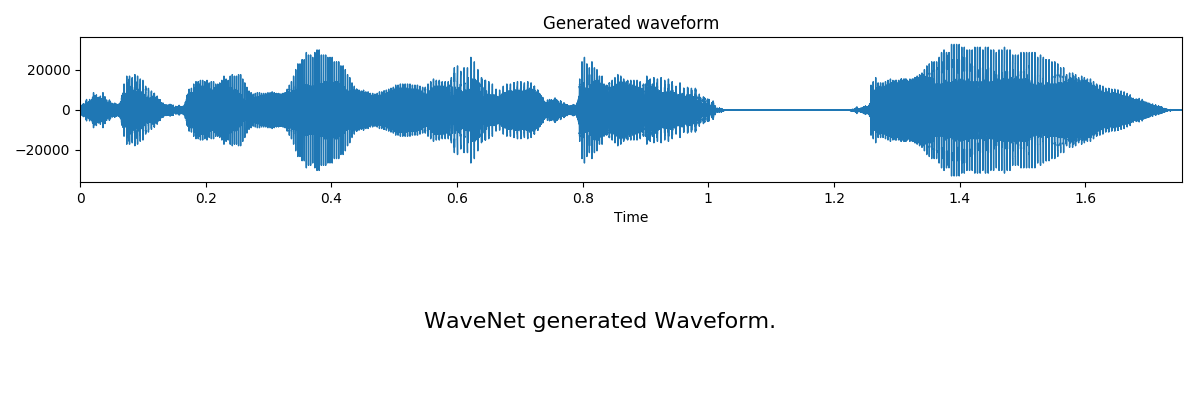 Generated waveform
20000
0
−20000
0 0.2 0.4 0.6 0.8 1 1.2 1.4 1.6
Time
WaveNet generated Waveform.